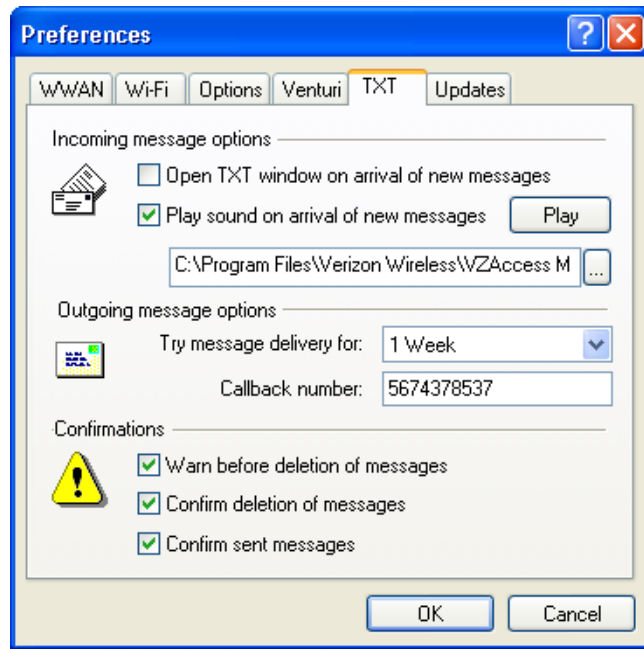 Preferences
WWAN Wi-Fi Options Venturi TXT Updates
Incoming message options
Open TXT window on arrival of new messages
Play sound on arrival of new messages Play
C:\Program Files\Verizon Wireless\VZAccess M ...
Outgoing message options
Try message delivery for: 1 Week
Callback number: 5674378537
Confirmations
Warn before deletion of messages
Confirm deletion of messages
Confirm sent messages
OK Cancel